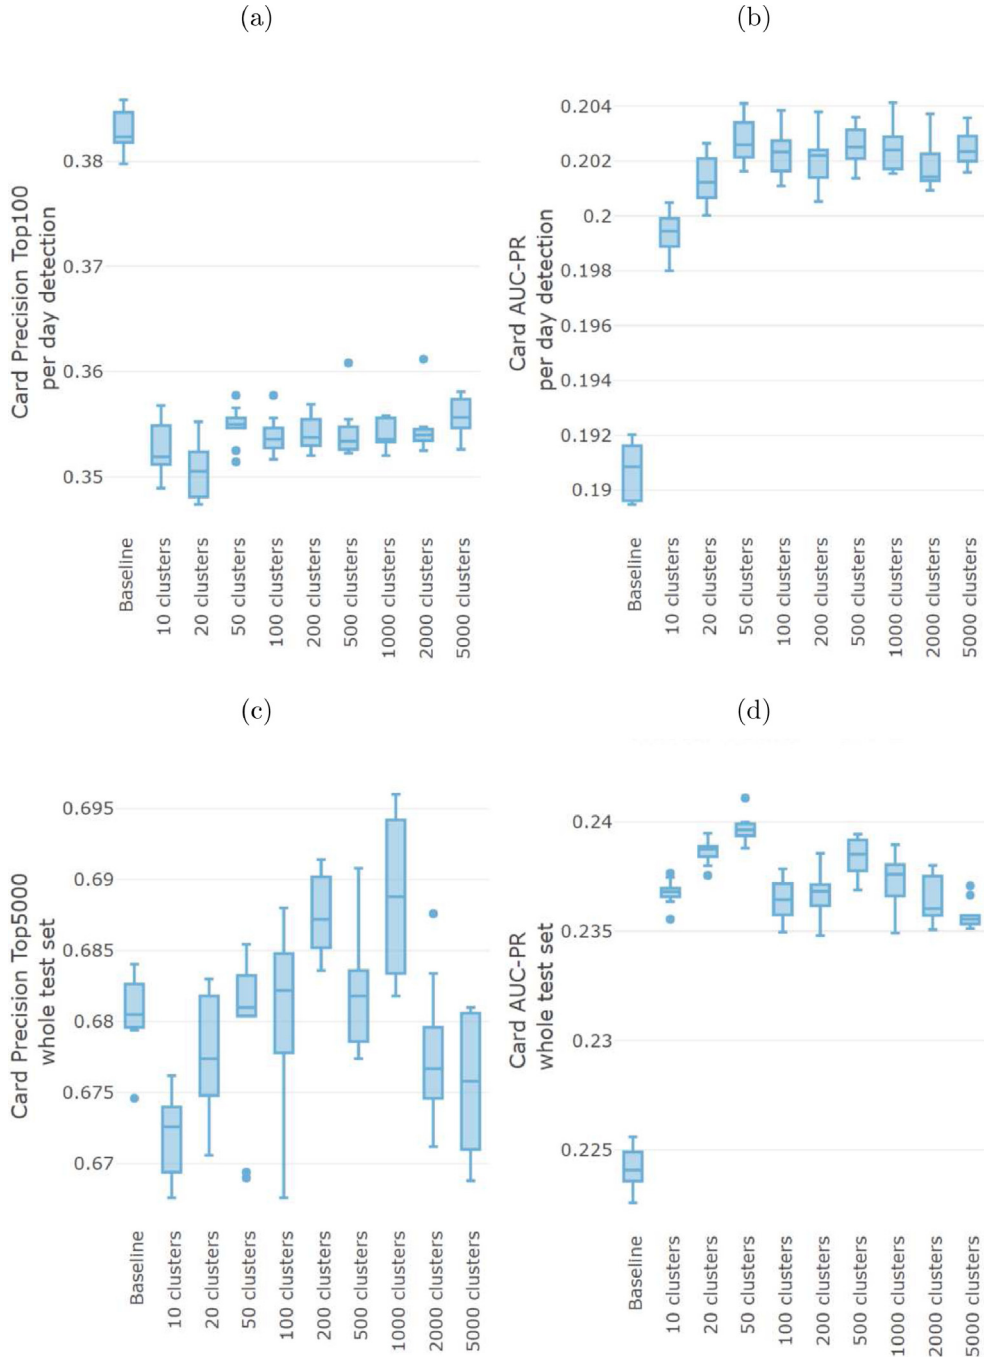 (a)
Card Precision Top100
per day detection
0.38
0.37
0.36
0.35
Baseline
10 clusters
20 clusters
50 clusters
100 clusters
200 clusters
500 clusters
1000 clusters
2000 clusters
5000 clusters
(b)
Card AUC-PR
per day detection
0.204
0.202
0.2
0.198
0.196
0.194
0.192
0.19
Baseline
10 clusters
20 clusters
50 clusters
100 clusters
200 clusters
500 clusters
1000 clusters
2000 clusters
5000 clusters
(c)
Card Precision Top5000
whole test set
0.695
0.69
0.685
0.68
0.675
0.67
Baseline
10 clusters
20 clusters
50 clusters
100 clusters
200 clusters
500 clusters
1000 clusters
2000 clusters
5000 clusters
(d)
Card AUC-PR
whole test set
0.24
0.235
0.23
0.225
Baseline
10 clusters
20 clusters
50 clusters
100 clusters
200 clusters
500 clusters
1000 clusters
2000 clusters
5000 clusters